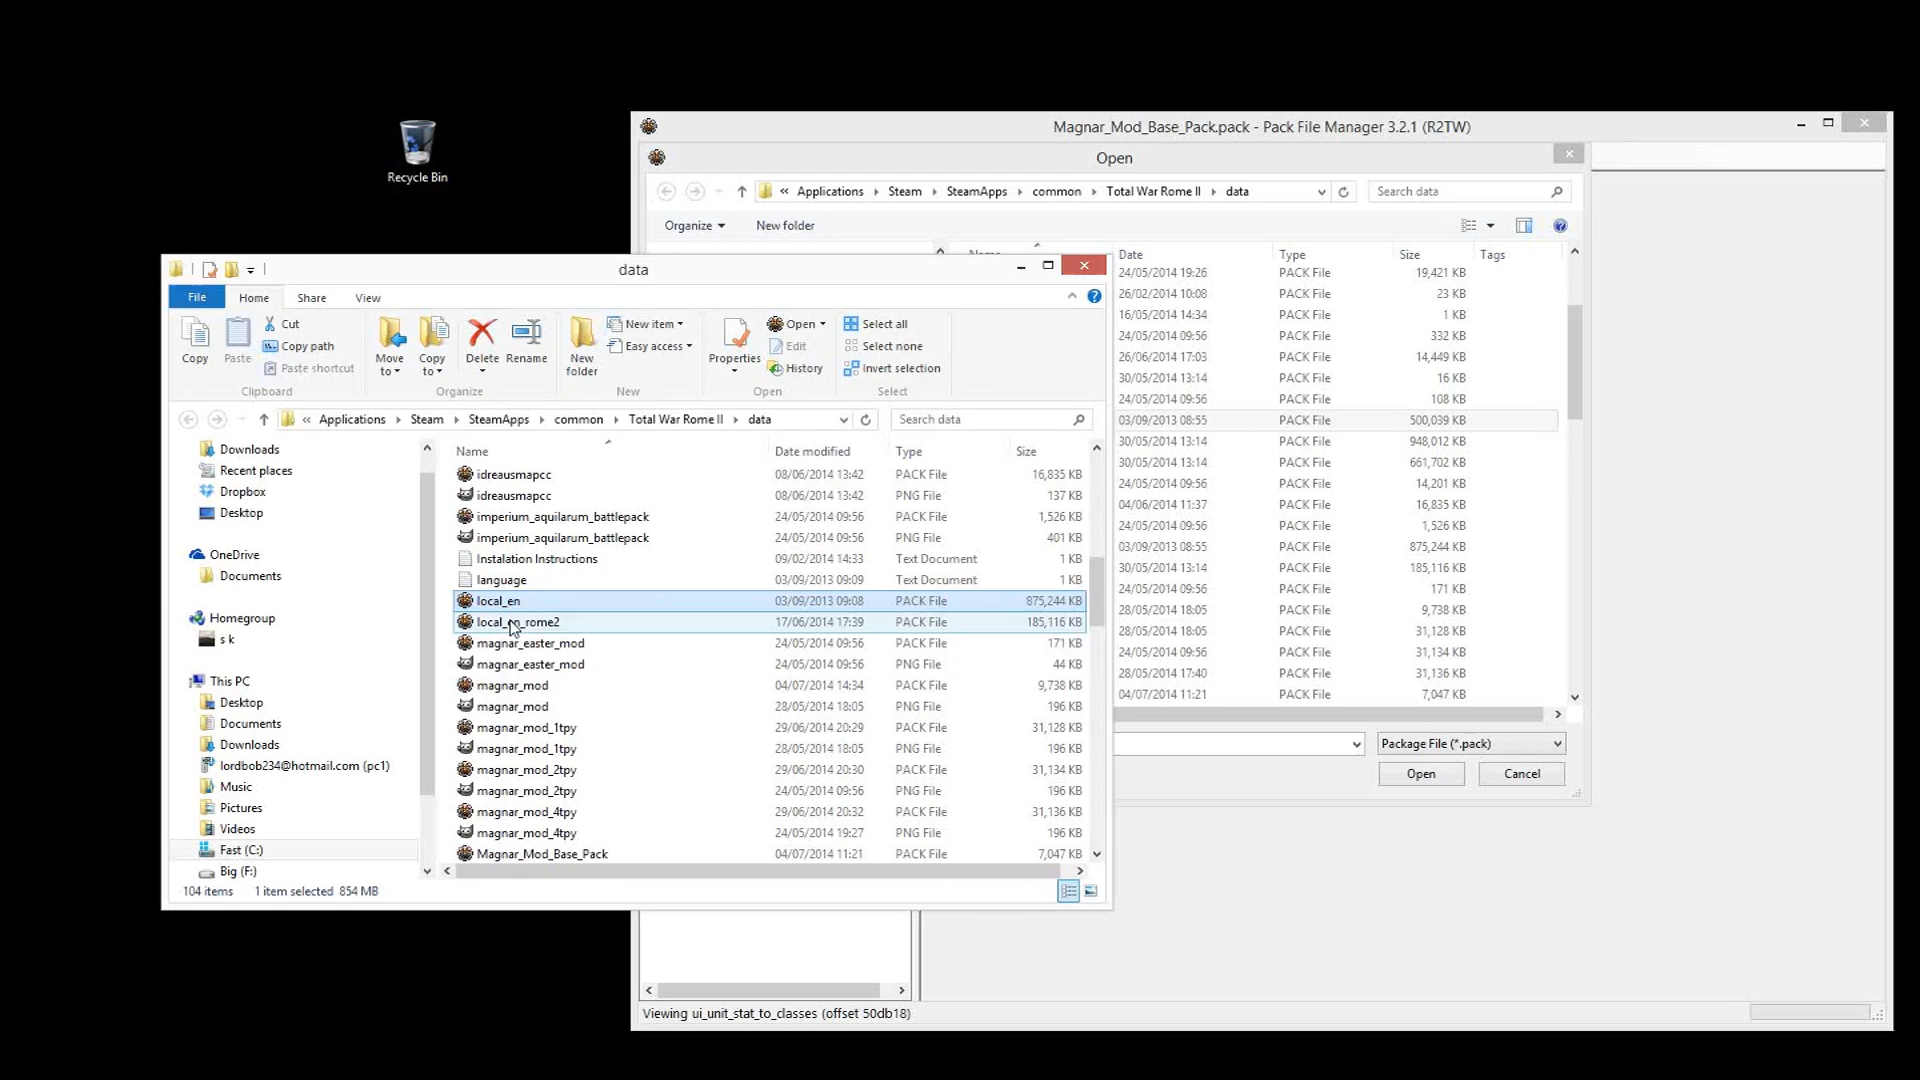 Recycle Bin
Magnar_Mod_Base_Pack.pack - Pack File Manager 3.2.1 (R2TW)
Open
« Applications Steam SteamApps common Total War Rome II data
Search data
Organize New folder
Date Type Size Tags
24/05/2014 19:26 PACK File 19,421 KB
26/02/2014 10:08 PACK File 23 KB
16/05/2014 14:34 PACK File 1 KB
24/05/2014 09:56 PACK File 332 KB
26/06/2014 17:03 PACK File 14,449 KB
30/05/2014 13:14 PACK File 16 KB
24/05/2014 09:56 PACK File 108 KB
03/09/2013 08:55 PACK File 500,039 KB
30/05/2014 13:14 PACK File 948,012 KB
30/05/2014 13:14 PACK File 661,702 KB
24/05/2014 09:56 PACK File 14,201 KB
04/06/2014 11:37 PACK File 16,835 KB
24/05/2014 09:56 PACK File 1,526 KB
03/09/2013 08:55 PACK File 875,244 KB
30/05/2014 13:14 PACK File 185,116 KB
24/05/2014 09:56 PACK File 171 KB
28/05/2014 18:05 PACK File 9,738 KB
28/05/2014 18:05 PACK File 31,128 KB
24/05/2014 09:56 PACK File 31,134 KB
28/05/2014 17:40 PACK File 31,136 KB
04/07/2014 11:21 PACK File 7,047 KB
Package File (*.pack)
Open Cancel
data
File Home Share View
Copy Paste Cut Copy path Paste shortcut
Clipboard
Move to Copy to Delete Rename
Organize
New folder New item Easy access
New
Properties Open Edit History
Open
Select all Select none Invert selection
Select
« Applications Steam SteamApps common Total War Rome II data
Search data
Downloads
Recent places
Dropbox
Desktop
OneDrive
Documents
Homegroup
s k
This PC
Desktop
Documents
Downloads
lordbob234@hotmail.com (pc1)
Music
Pictures
Videos
Fast (C:)
Big (F:)
Name Date modified Type Size
idreausmapcc 08/06/2014 13:42 PACK File 16,835 KB
idreausmapcc 08/06/2014 13:42 PNG File 137 KB
imperium_aquilarum_battlepack 24/05/2014 09:56 PACK File 1,526 KB
imperium_aquilarum_battlepack 24/05/2014 09:56 PNG File 401 KB
Instalation Instructions 09/02/2014 14:33 Text Document 1 KB
language 03/09/2013 09:09 Text Document 1 KB
local_en 03/09/2013 09:08 PACK File 875,244 KB
local_en_rome2 17/06/2014 17:39 PACK File 185,116 KB
magnar_easter_mod 24/05/2014 09:56 PACK File 171 KB
magnar_easter_mod 24/05/2014 09:56 PNG File 44 KB
magnar_mod 04/07/2014 14:34 PACK File 9,738 KB
magnar_mod 28/05/2014 18:05 PNG File 196 KB
magnar_mod_1tpy 29/06/2014 20:29 PACK File 31,128 KB
magnar_mod_1tpy 28/05/2014 18:05 PNG File 196 KB
magnar_mod_2tpy 29/06/2014 20:30 PACK File 31,134 KB
magnar_mod_2tpy 24/05/2014 09:56 PNG File 196 KB
magnar_mod_4tpy 29/06/2014 20:32 PACK File 31,136 KB
magnar_mod_4tpy 24/05/2014 19:27 PNG File 196 KB
Magnar_Mod_Base_Pack 04/07/2014 11:21 PACK File 7,047 KB
104 items 1 item selected 854 MB
Viewing ui_unit_stat_to_classes (offset 50db18)